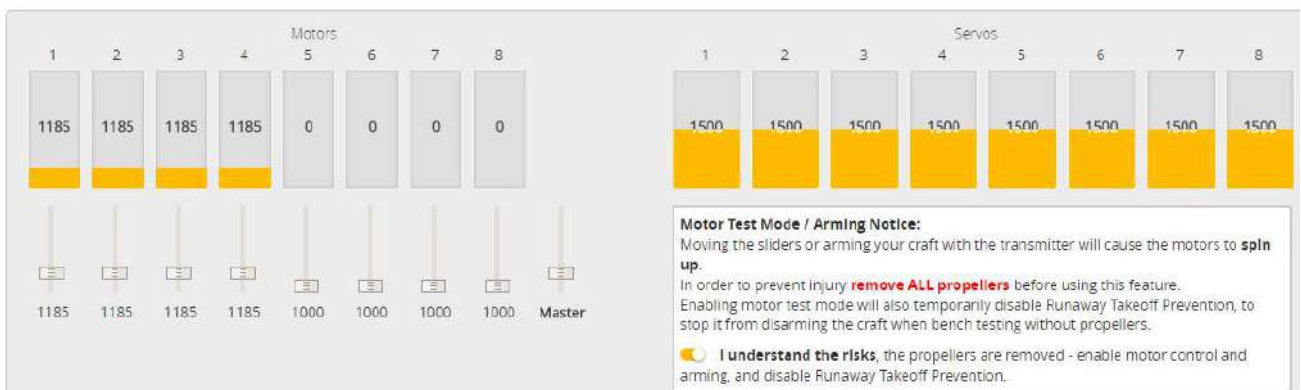 Motors
1 2 3 4 5 6 7 8
1185 1185 1185 1185 0 0 0 0
1185 1185 1185 1185 1000 1000 1000 1000 Master
Servos
1 2 3 4 5 6 7 8
1500 1500 1500 1500 1500 1500 1500 1500
Motor Test Mode / Arming Notice:
Moving the sliders or arming your craft with the transmitter will cause the motors to spin
up.
In order to prevent injury remove ALL propellers before using this feature.
Enabling motor test mode will also temporarily disable Runaway Takeoff Prevention, to
stop it from disarming the craft when bench testing without propellers.
I understand the risks, the propellers are removed - enable motor control and
arming, and disable Runaway Takeoff Prevention.